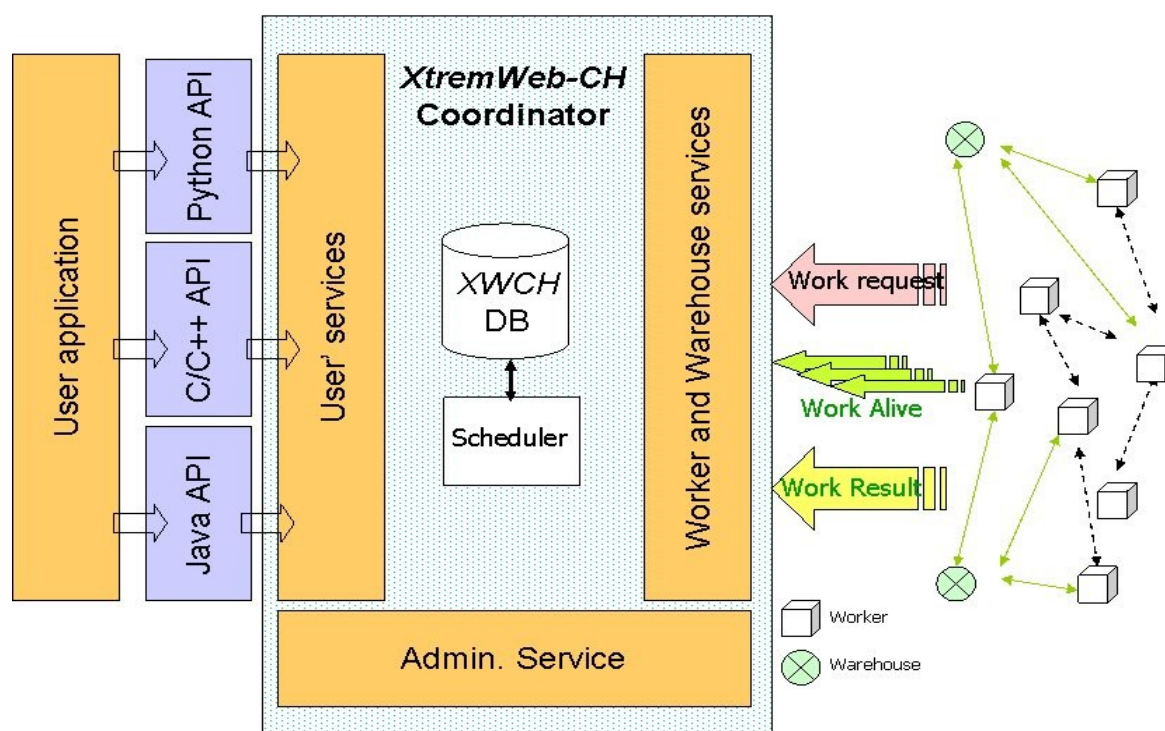 User application
Python API
C/C++ API
Java API
User' services
XtremWeb-CH
Coordinator
XWCH
DB
Scheduler
Worker and Warehouse services
Admin. Service
Work request
Work Alive
Work Result
Worker
Warehouse